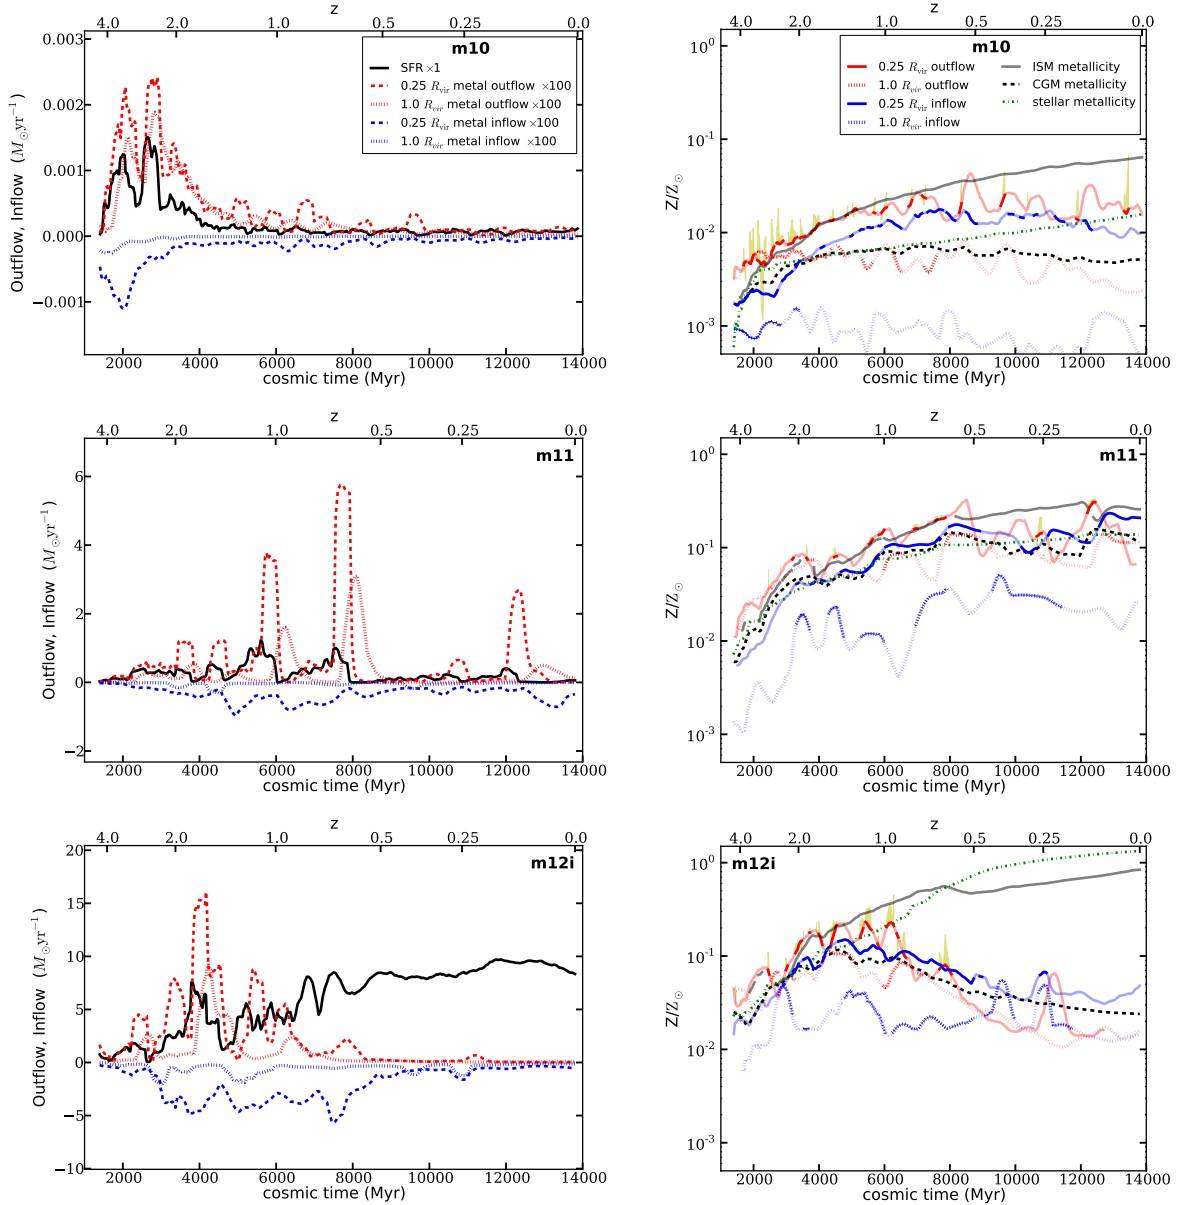 z
4.0 2.0 1.0 0.5 0.25 0.0
m10
SFR ×1
0.25 R_vir metal outflow ×100
1.0 R_vir metal outflow ×100
0.25 R_vir metal inflow ×100
1.0 R_vir metal inflow ×100
0.003
0.002
0.001
0.000
−0.001
Outflow, Inflow (M⊙yr⁻¹)
2000 4000 6000 8000 10000 12000 14000
cosmic time (Myr)
z
4.0 2.0 1.0 0.5 0.25 0.0
m10
0.25 R_vir outflow
1.0 R_vir outflow
0.25 R_vir inflow
1.0 R_vir inflow
ISM metallicity
CGM metallicity
stellar metallicity
10⁰
10⁻¹
10⁻²
10⁻³
Z/Z⊙
2000 4000 6000 8000 10000 12000 14000
cosmic time (Myr)
z
4.0 2.0 1.0 0.5 0.25 0.0
m11
6
4
2
0
−2
Outflow, Inflow (M⊙yr⁻¹)
2000 4000 6000 8000 10000 12000 14000
cosmic time (Myr)
z
4.0 2.0 1.0 0.5 0.25 0.0
m11
10⁰
10⁻¹
10⁻²
10⁻³
Z/Z⊙
2000 4000 6000 8000 10000 12000 14000
cosmic time (Myr)
z
4.0 2.0 1.0 0.5 0.25 0.0
m12i
20
15
10
5
0
−5
−10
Outflow, Inflow (M⊙yr⁻¹)
2000 4000 6000 8000 10000 12000 14000
cosmic time (Myr)
z
4.0 2.0 1.0 0.5 0.25 0.0
m12i
10⁰
10⁻¹
10⁻²
10⁻³
Z/Z⊙
2000 4000 6000 8000 10000 12000 14000
cosmic time (Myr)